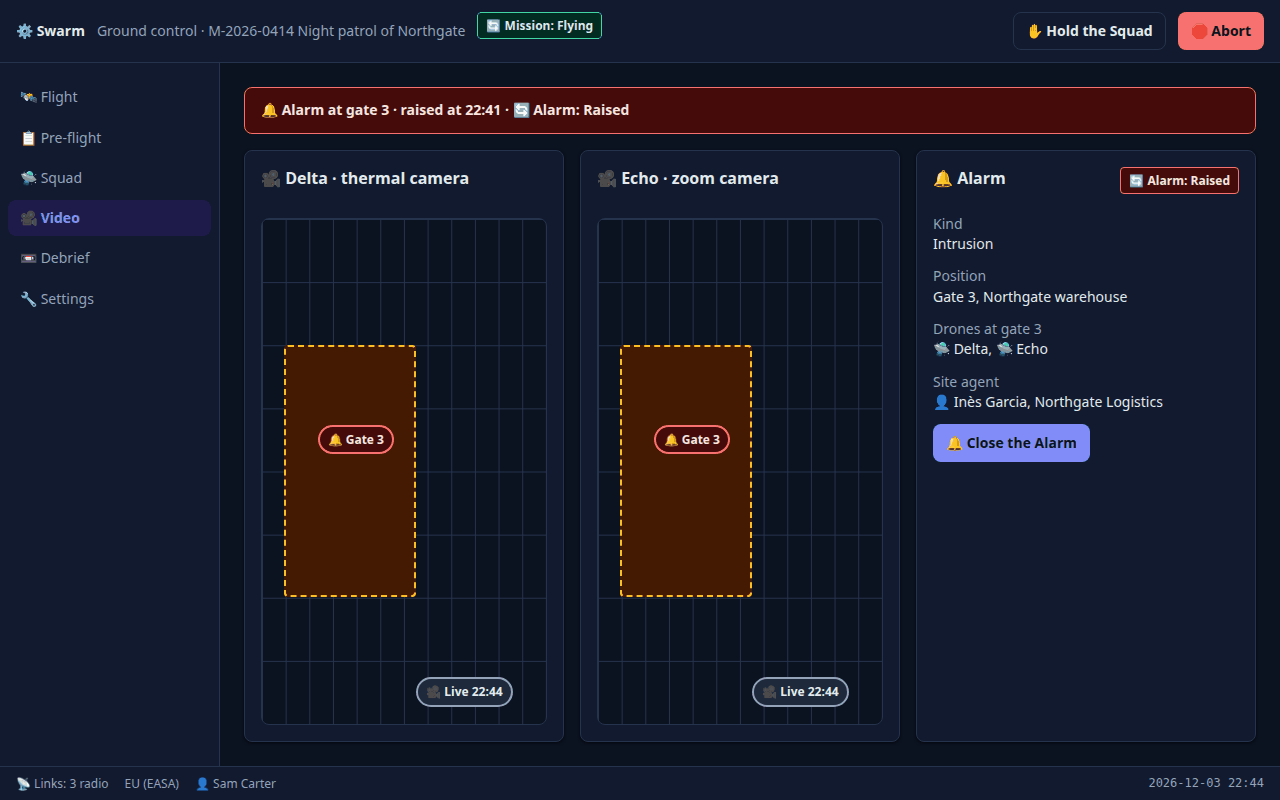 ⚙️ Swarm
Ground control · M-2026-0414 Night patrol of Northgate
🔄 Mission: Flying
✋ Hold the Squad
🛑 Abort
🛰️ Flight
📋 Pre-flight
🛸 Squad
🎥 Video
📼 Debrief
🔧 Settings
🔔 Alarm at gate 3 · raised at 22:41 · 🔄 Alarm: Raised
🎥 Delta · thermal camera
🔔 Gate 3
🎥 Live 22:44
🎥 Echo · zoom camera
🔔 Gate 3
🎥 Live 22:44
🔔 Alarm
🔄 Alarm: Raised
Kind
Intrusion
Position
Gate 3, Northgate warehouse
Drones at gate 3
🛸 Delta, 🛸 Echo
Site agent
👤 Inès Garcia, Northgate Logistics
🔔 Close the Alarm
📡 Links: 3 radio
EU (EASA)
👤 Sam Carter
2026-12-03 22:44